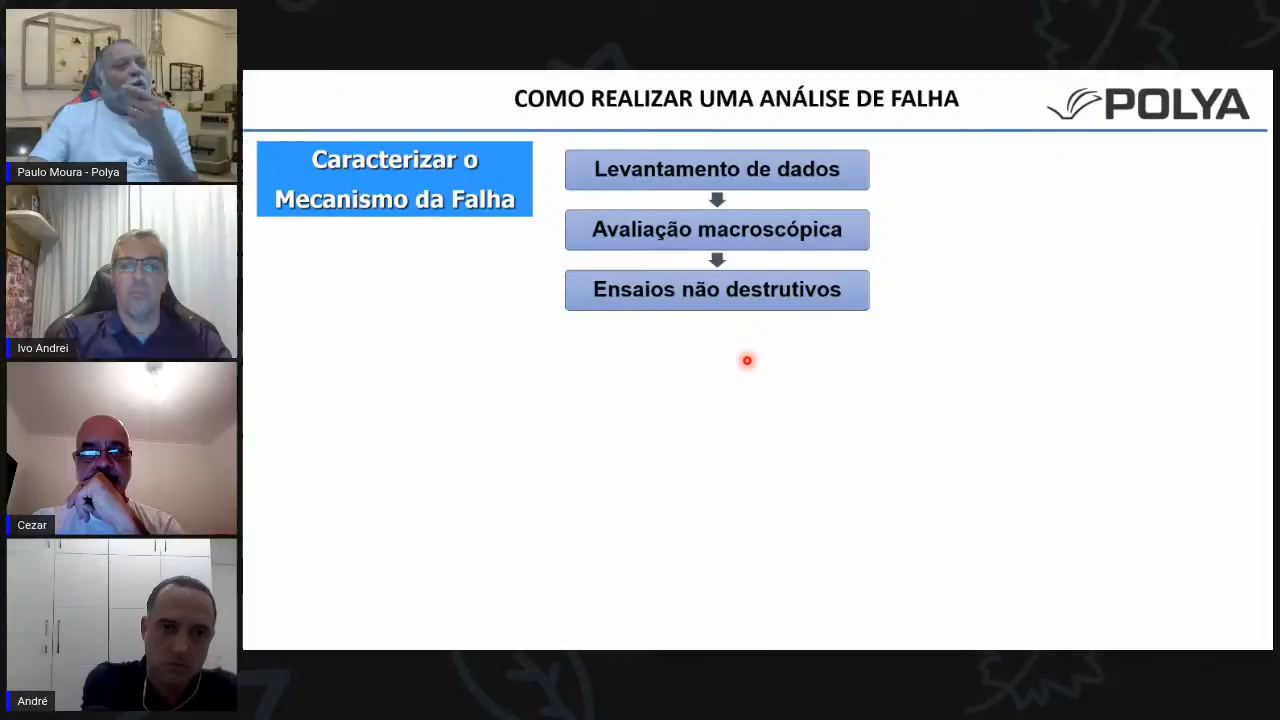 COMO REALIZAR UMA ANÁLISE DE FALHA
POLYA
Caracterizar o
Mecanismo da Falha
Levantamento de dados
Avaliação macroscópica
Ensaios não destrutivos
Paulo Moura - Polya
Ivo Andrei
Cezar
André